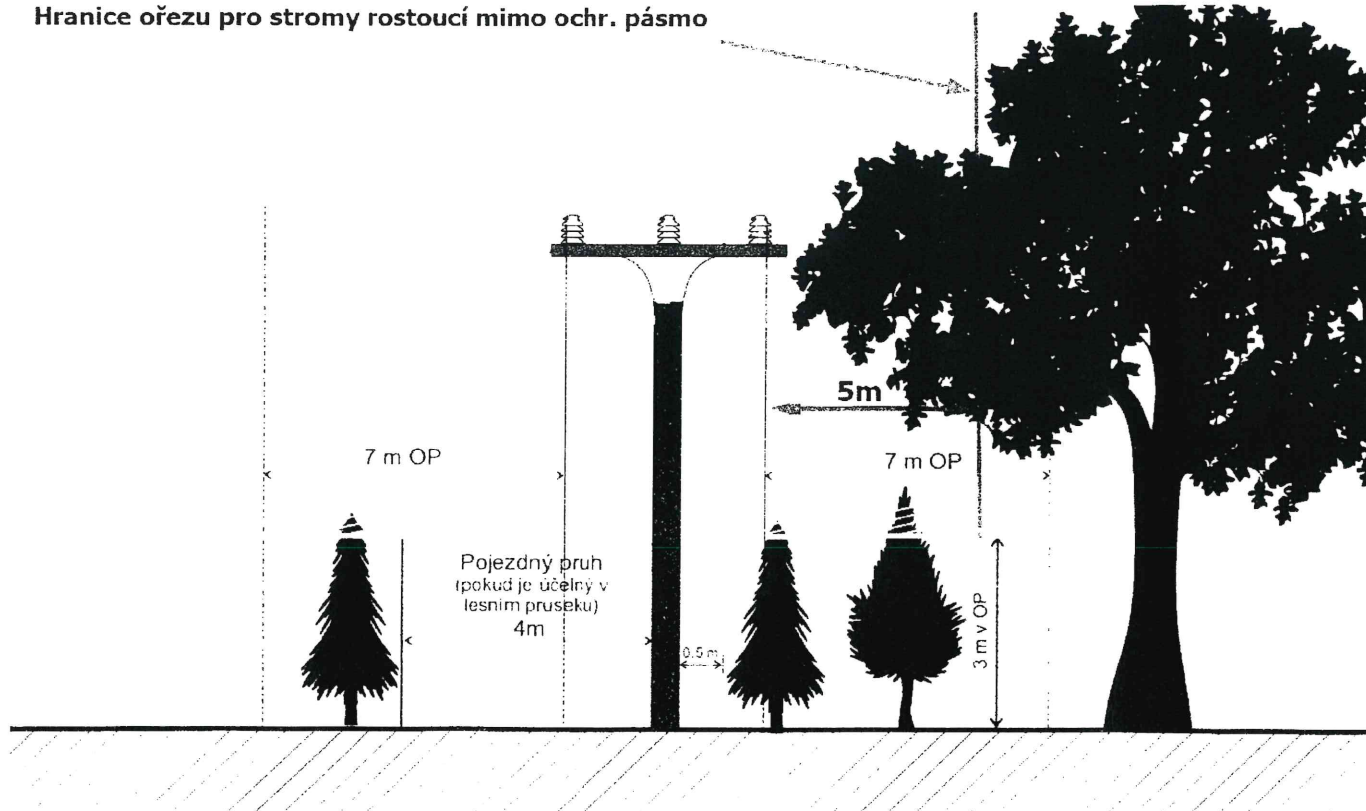 Hranice ořezu pro stromy rostoucí mimo ochr. pásmo
5m
7 m OP
7 m OP
Pojezdný pruh
(pokud je účelný v
lesním pruseku)
4m
0.5 m
3 m v OP